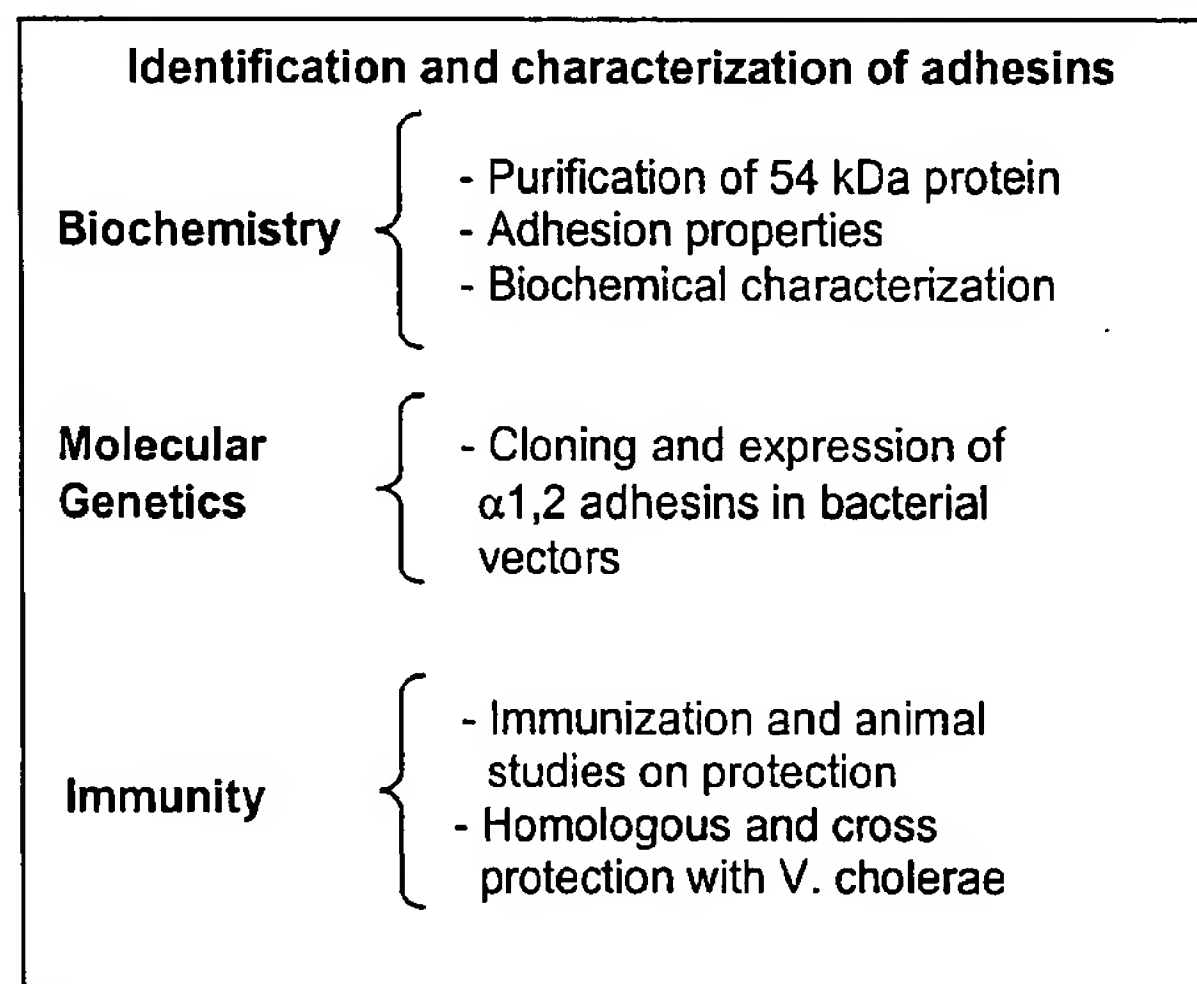 Identification and characterization of adhesins
Biochemistry
- Purification of 54 kDa protein
- Adhesion properties
- Biochemical characterization
Molecular
Genetics
- Cloning and expression of
α1,2 adhesins in bacterial
vectors
Immunity
- Immunization and animal
studies on protection
- Homologous and cross
protection with V. cholerae